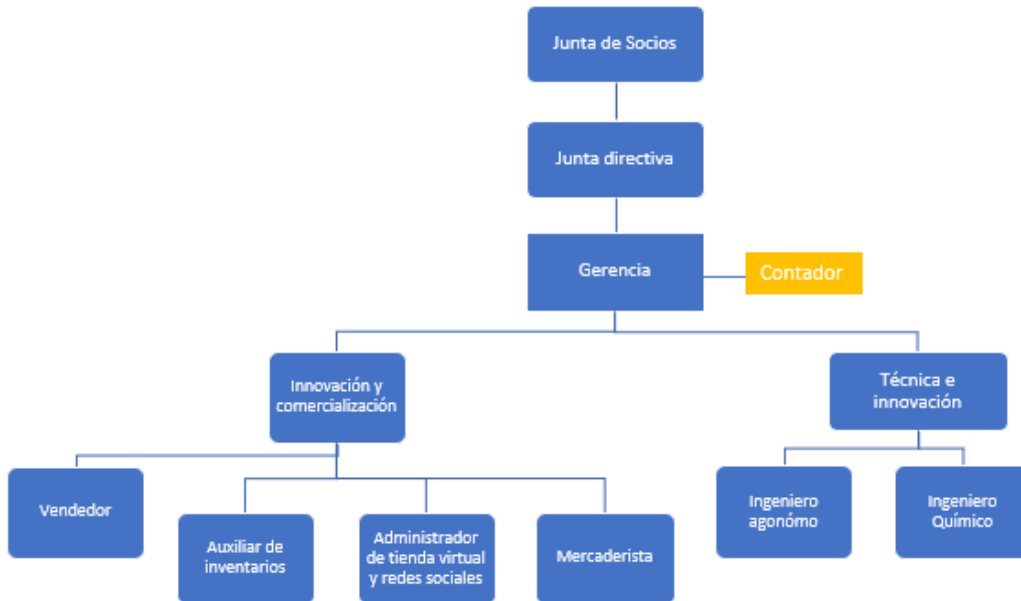 Junta de Socios
Junta directiva
Gerencia
Contador
Innovación y
comercialización
Técnica e
innovación
Vendedor
Auxiliar de
inventarios
Administrador
de tienda virtual
y redes sociales
Mercaderista
Ingeniero
agonómo
Ingeniero
Químico